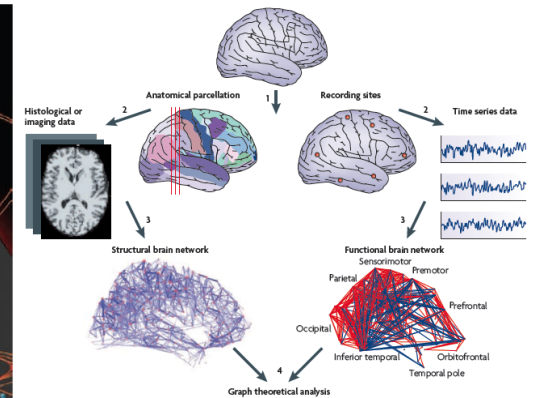 1
Anatomical parcellation
Recording sites
Histological or
imaging data
2
2
Time series data
3
3
Structural brain network
Functional brain network
Sensorimotor
Premotor
Parietal
Prefrontal
Occipital
Inferior temporal
Orbitofrontal
Temporal pole
4
Graph theoretical analysis